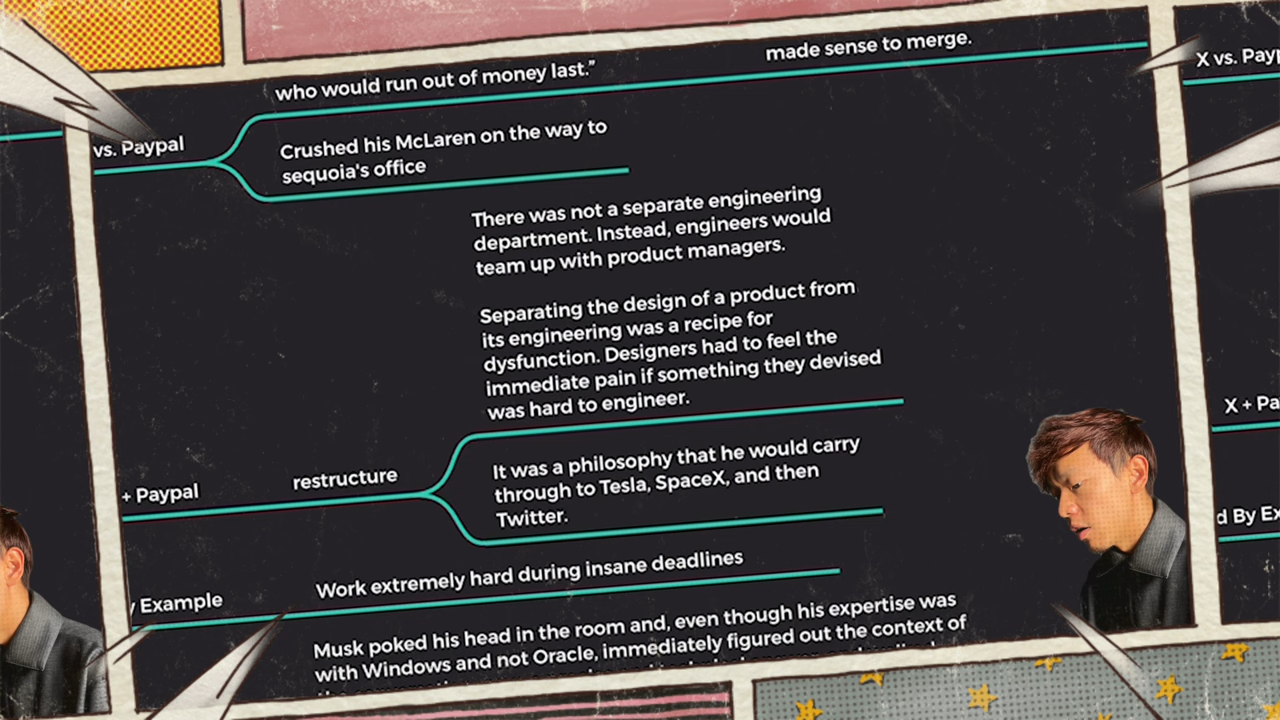 who would run out of money last.”
made sense to merge.
vs. Paypal
Crushed his McLaren on the way to
sequoia's office
There was not a separate engineering
department. Instead, engineers would
team up with product managers.
Separating the design of a product from
its engineering was a recipe for
dysfunction. Designers had to feel the
immediate pain if something they devised
was hard to engineer.
+ Paypal
restructure
It was a philosophy that he would carry
through to Tesla, SpaceX, and then
Twitter.
Example
Work extremely hard during insane deadlines
Musk poked his head in the room and, even though his expertise was
with Windows and not Oracle, immediately figured out the context of
X vs. Payp
X + Pa
d By Ex